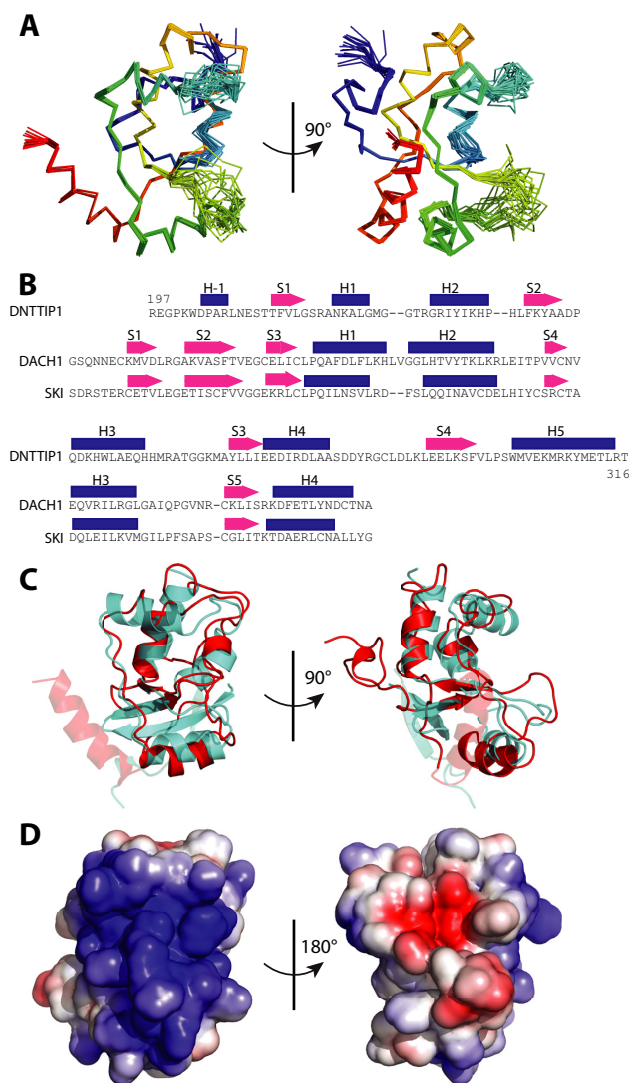 A
90°
B
H-1 S1 H1 H2 S2
197
DNTTIP1 REGPKWDPARLNESTTFVLGSRANKALGMG--GTRGRIYIKHP-HLFKYAADP
S1 S2 S3 H1 H2 S4
DACH1 GSQNNECKMVDLRGAKVASFTVEGCELICLPQAFDLFLKHLVGGLHTVYTKLKRLEITPVVCNV
SKI SDRSTERCETVLEGETISCFVVGGEKRLCLPQILNSVLRD--FSLQQINAVCDELHIYCSRCTA
H3 S3 H4 S4 H5
DNTTIP1 QDKHWLAEQHHMRATGGKMAYLLIEEDIRDLAASDDYRGCLDLKLEELKSFVLPSWMVEKMRKYMETLRT
316
H3 S5 H4
DACH1 EQVRILRGLGAIQPGVNR-CKLISRKDFETLYNDCTNA
SKI DQLEILKVMGILPFSAPS-CGLITKTDAERLCNALLYG
C
90°
D
180°